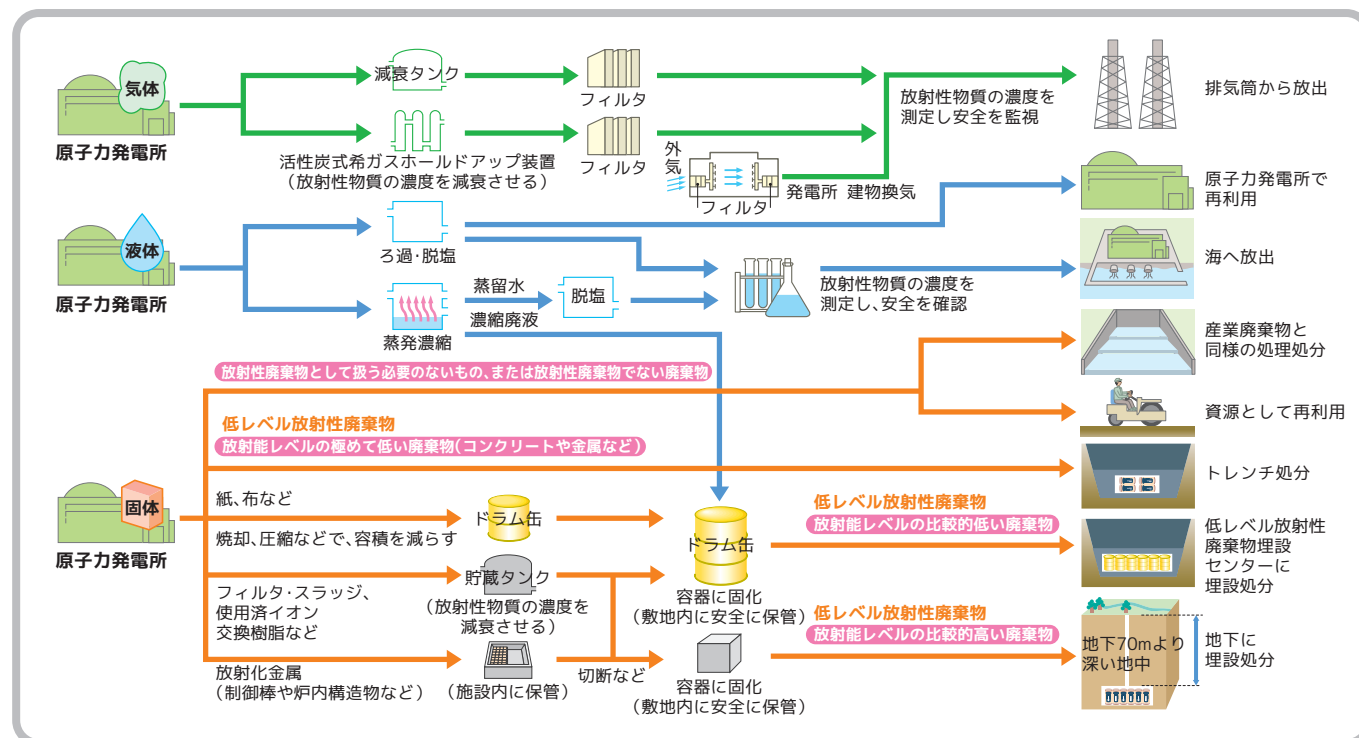 気体
原子力発電所
減衰タンク
フィルタ
活性炭式希ガスホールドアップ装置
（放射性物質の濃度を減衰させる）
フィルタ
外気
フィルタ
発電所 建物換気
放射性物質の濃度を
測定し安全を監視
排気筒から放出
液体
原子力発電所
ろ過・脱塩
原子力発電所で
再利用
蒸発濃縮
蒸留水
濃縮廃液
脱塩
放射性物質の濃度を
測定し、安全を確認
海へ放出
固体
原子力発電所
放射性廃棄物として扱う必要のないもの、または放射性廃棄物でない廃棄物
産業廃棄物と
同様の処理処分
資源として再利用
低レベル放射性廃棄物
放射能レベルの極めて低い廃棄物（コンクリートや金属など）
トレンチ処分
紙、布など
焼却、圧縮などで、容積を減らす
ドラム缶
ドラム缶
容器に固化
（敷地内に安全に保管）
低レベル放射性廃棄物
放射能レベルの比較的低い廃棄物
低レベル放射性
廃棄物埋設
センターに
埋設処分
フィルタ・スラッジ、
使用済イオン
交換樹脂など
貯蔵タンク
（放射性物質の濃度を
減衰させる）
放射化金属
（制御棒や炉内構造物など）
（施設内に保管）
切断など
容器に固化
（敷地内に安全に保管）
低レベル放射性廃棄物
放射能レベルの比較的高い廃棄物
地下70mより
深い地中
地下に
埋設処分